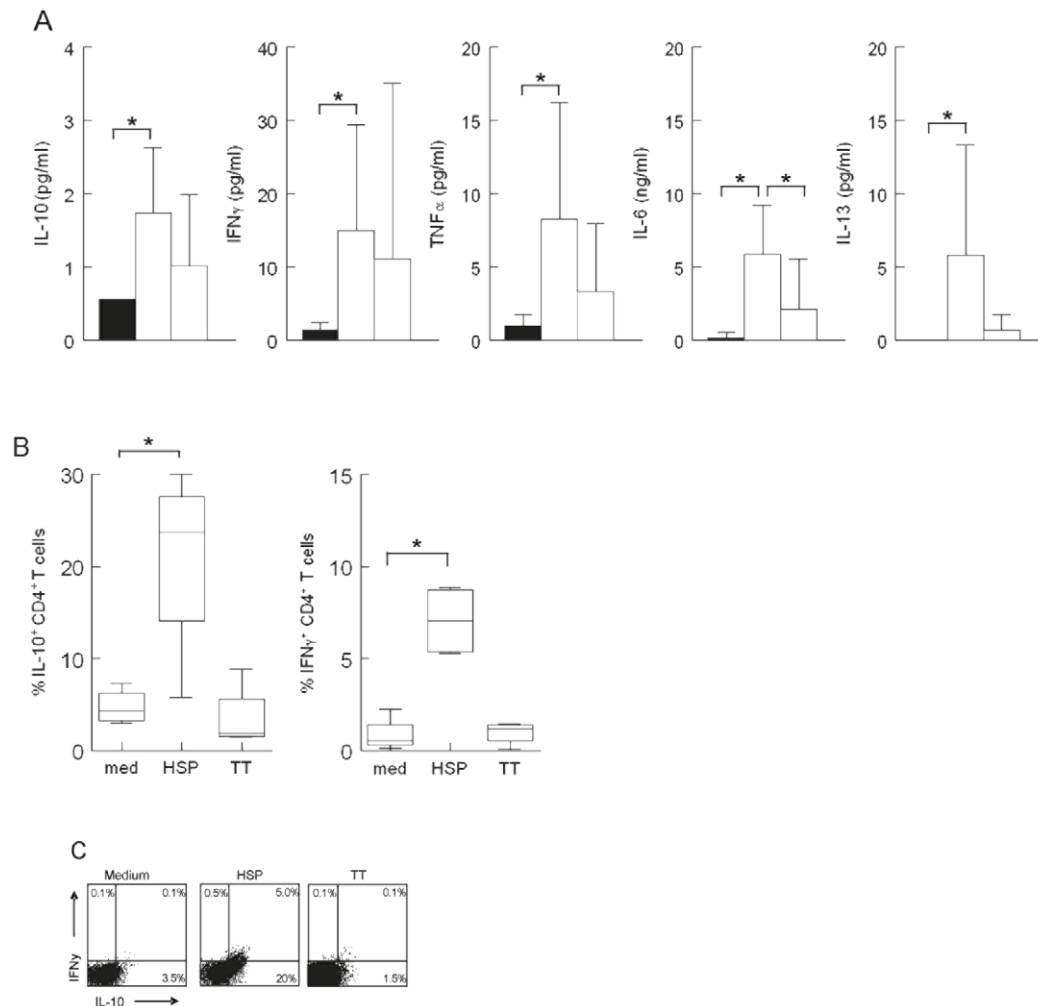 A
IL-10 (pg/ml)
4
3
2
1
0
*
IFNγ (pg/ml)
40
30
20
10
0
*
TNFα (pg/ml)
20
15
10
5
0
*
IL-6 (ng/ml)
20
15
10
5
0
* *
IL-13 (pg/ml)
20
15
10
5
0
*
B
% IL-10⁺ CD4⁺ T cells
30
20
10
0
*
med HSP TT
% IFNγ⁺ CD4⁺ T cells
15
10
5
0
*
med HSP TT
C
Medium HSP TT
0.1% 0.1% 0.5% 5.0% 0.1% 0.1%
3.5% 20% 1.5%
IFNy
IL-10